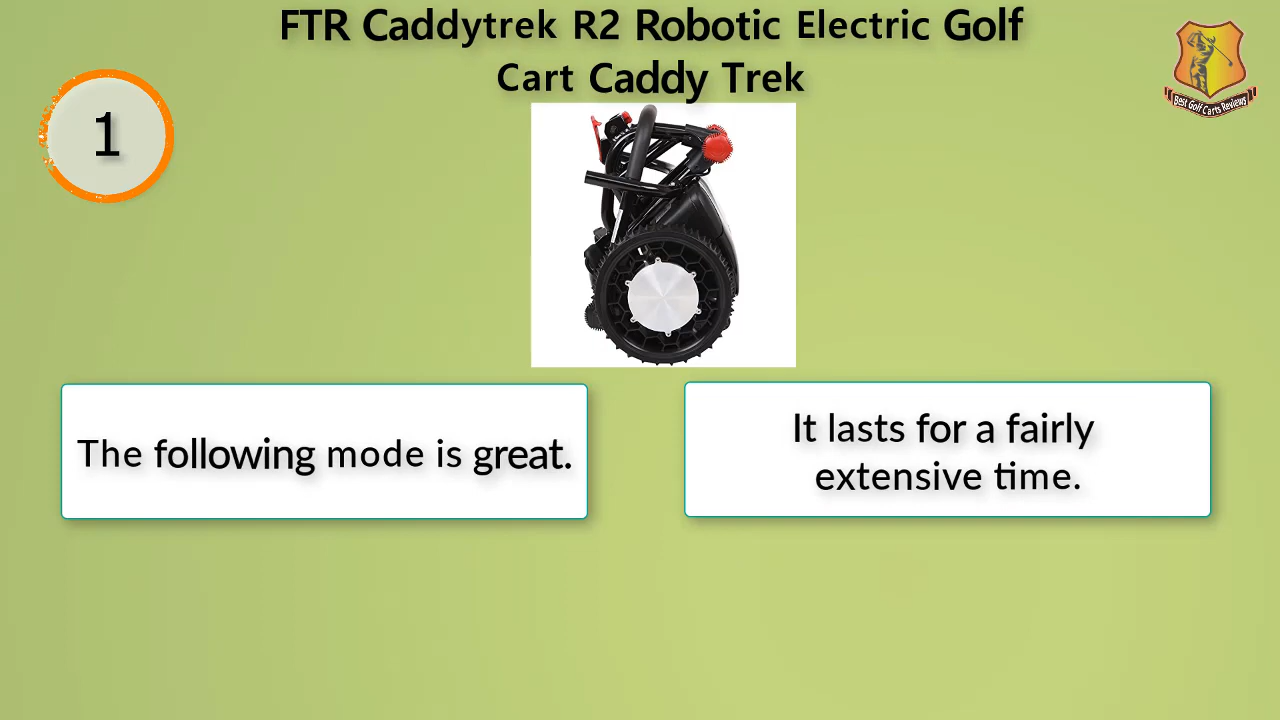 FTR Caddytrek R2 Robotic Electric Golf
Cart Caddy Trek
1
Best Golf Carts Reviews
The following mode is great.
It lasts for a fairly
extensive time.